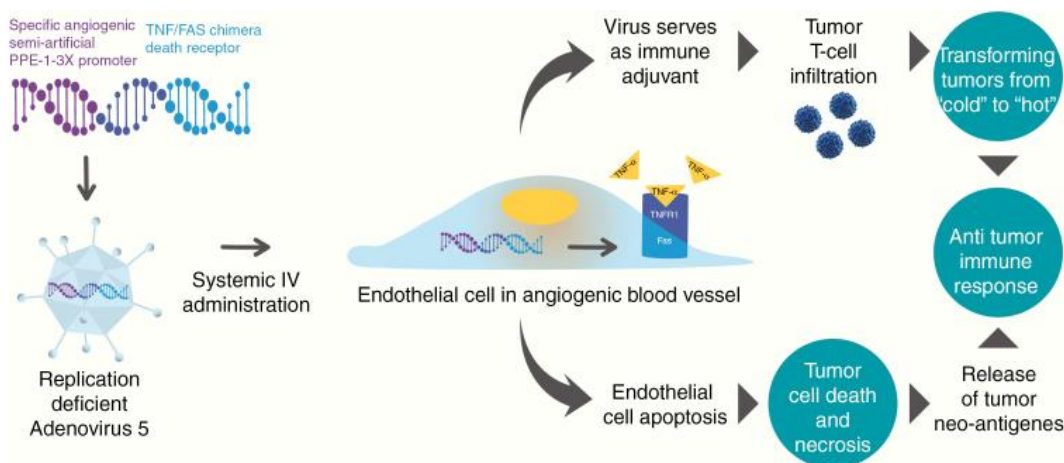 Specific angiogenic
semi-artificial
PPE-1-3X promoter
TNF/FAS chimera
death receptor
Replication
deficient
Adenovirus 5
Systemic IV
administration
TNF-α
TNF-α
TNF-α
TNFR1
Fas
Endothelial cell in angiogenic blood vessel
Virus serves
as immune
adjuvant
Tumor
T-cell
infiltration
Transforming
tumors from
"cold" to "hot"
Anti tumor
immune
response
Endothelial
cell apoptosis
Tumor
cell death
and
necrosis
Release
of tumor
neo-antigenes